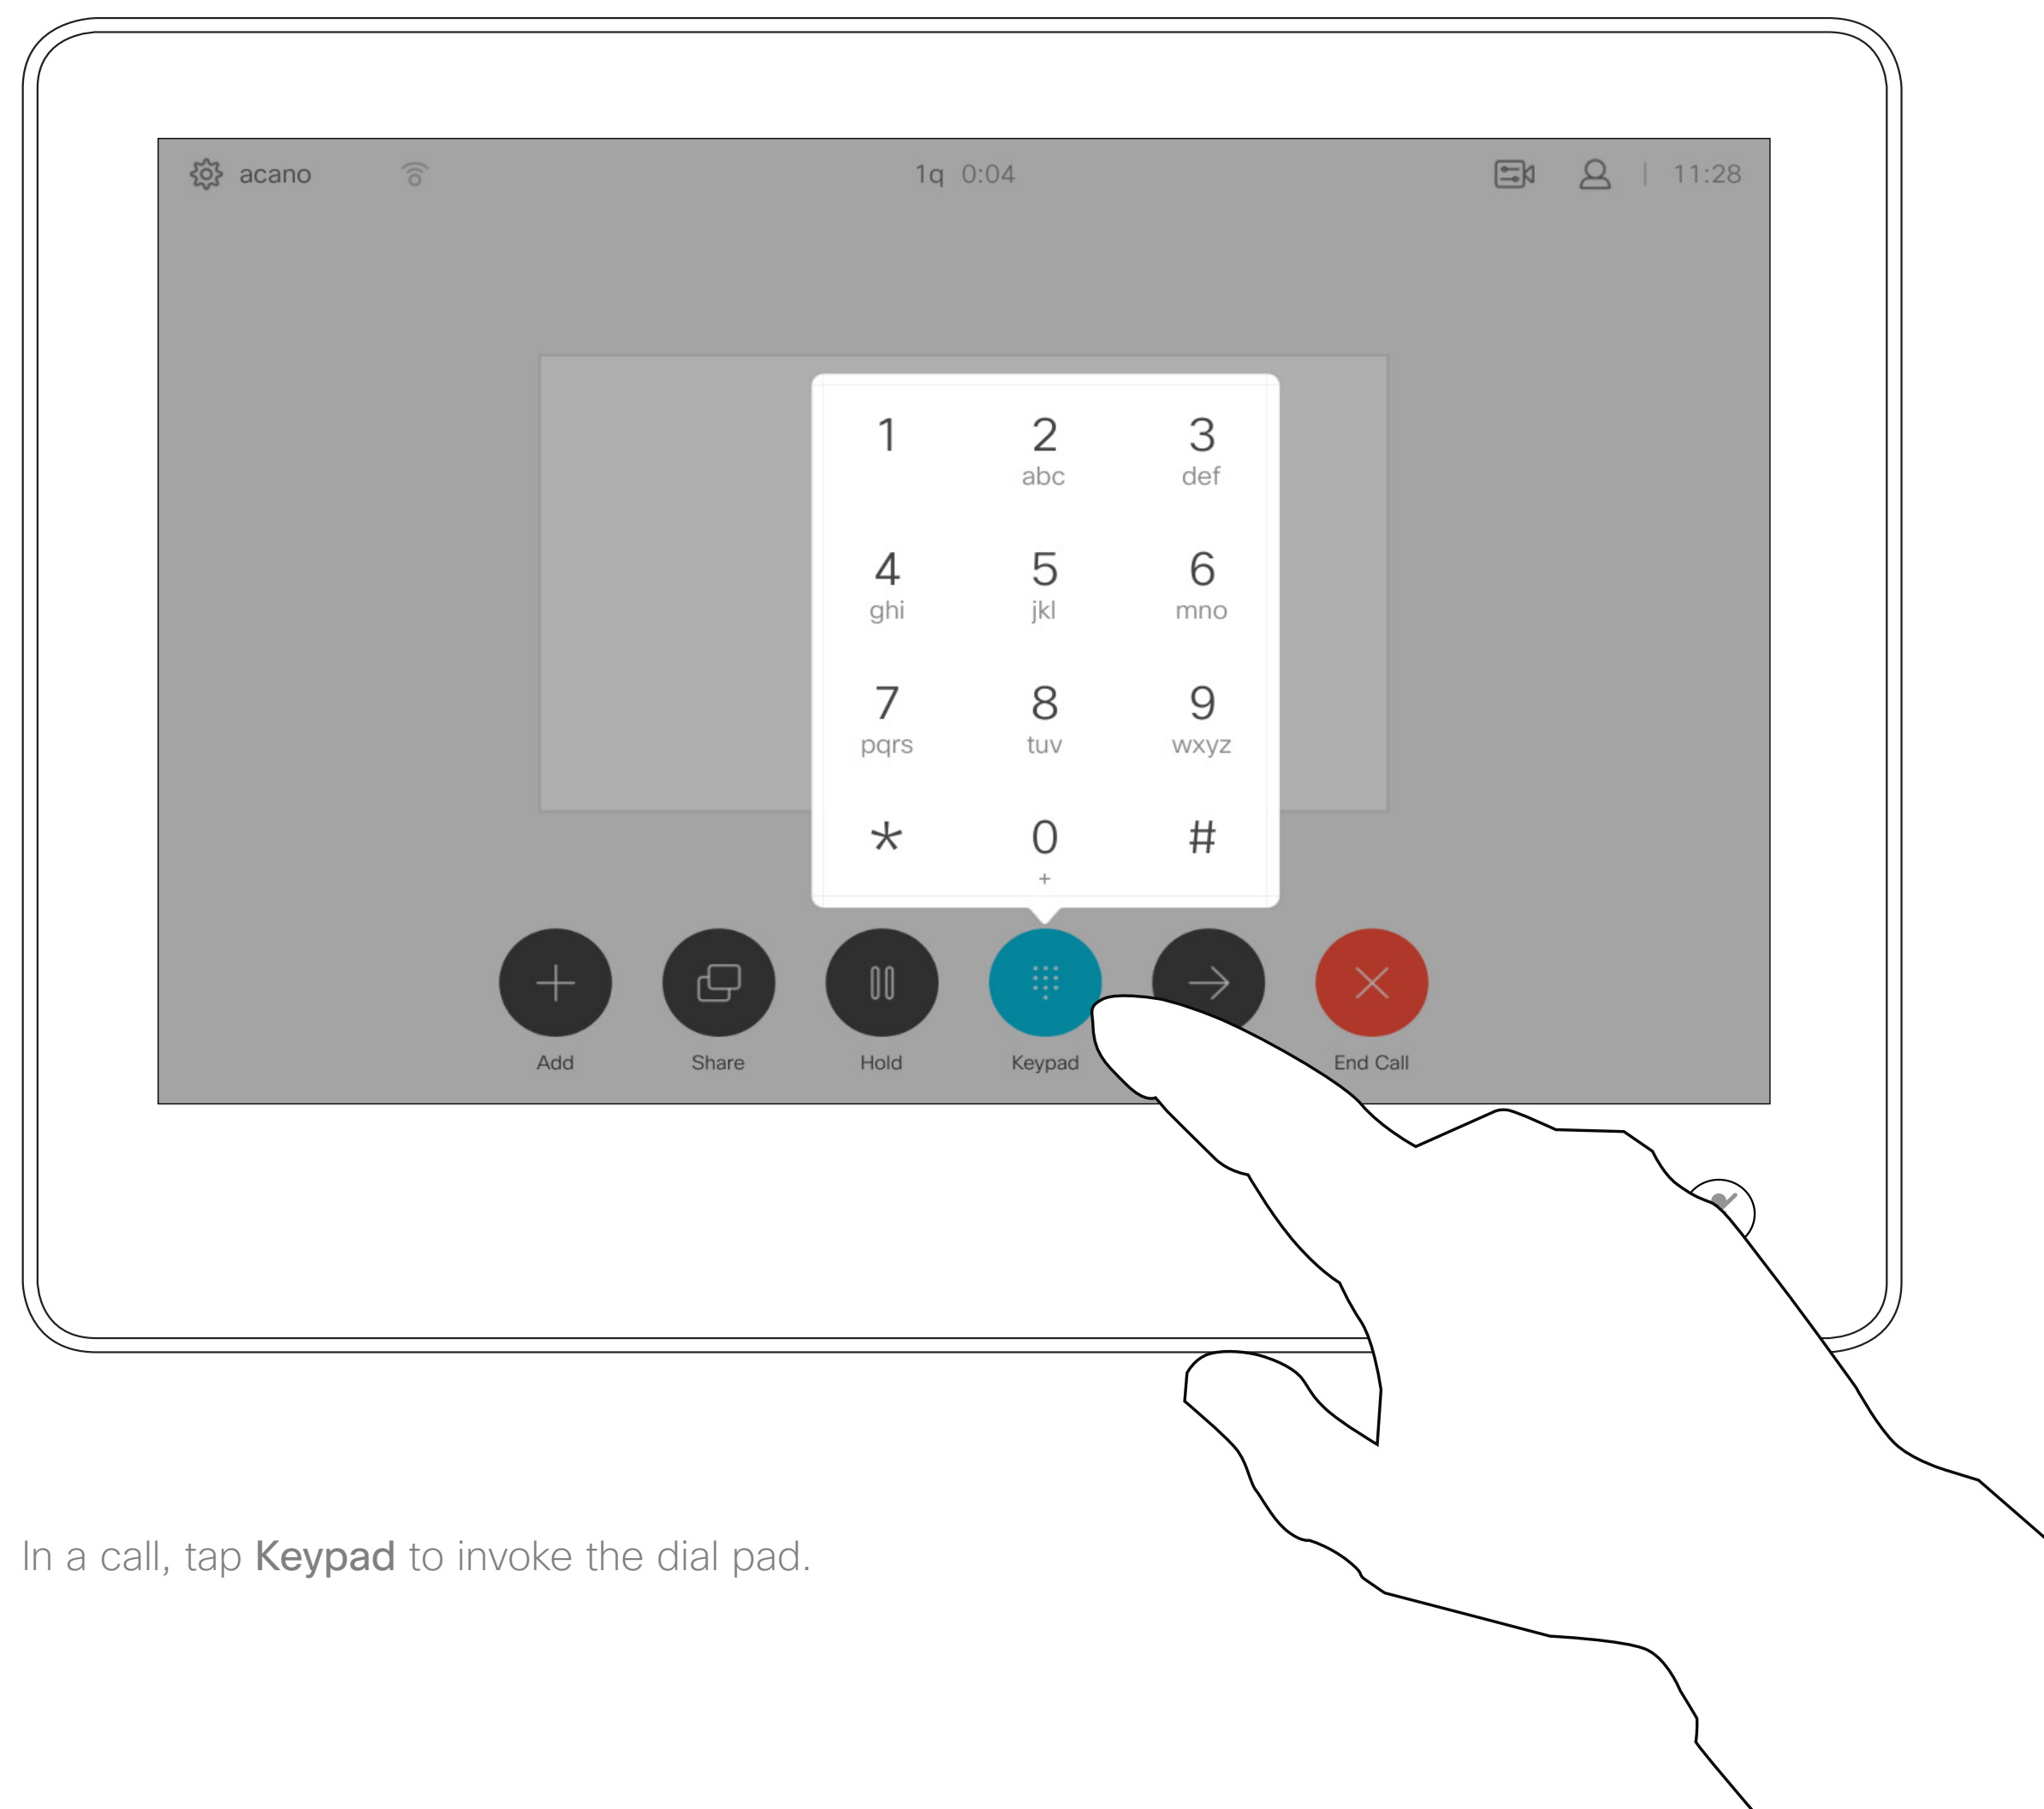 acano 1q 0:04 11:28
1 2 3
abc def
4 5 6
ghi jkl mno
7 8 9
pqrs tuv wxyz
* 0 #
+
Add Share Hold Keypad End Call
In a call, tap Keypad to invoke the dial pad.